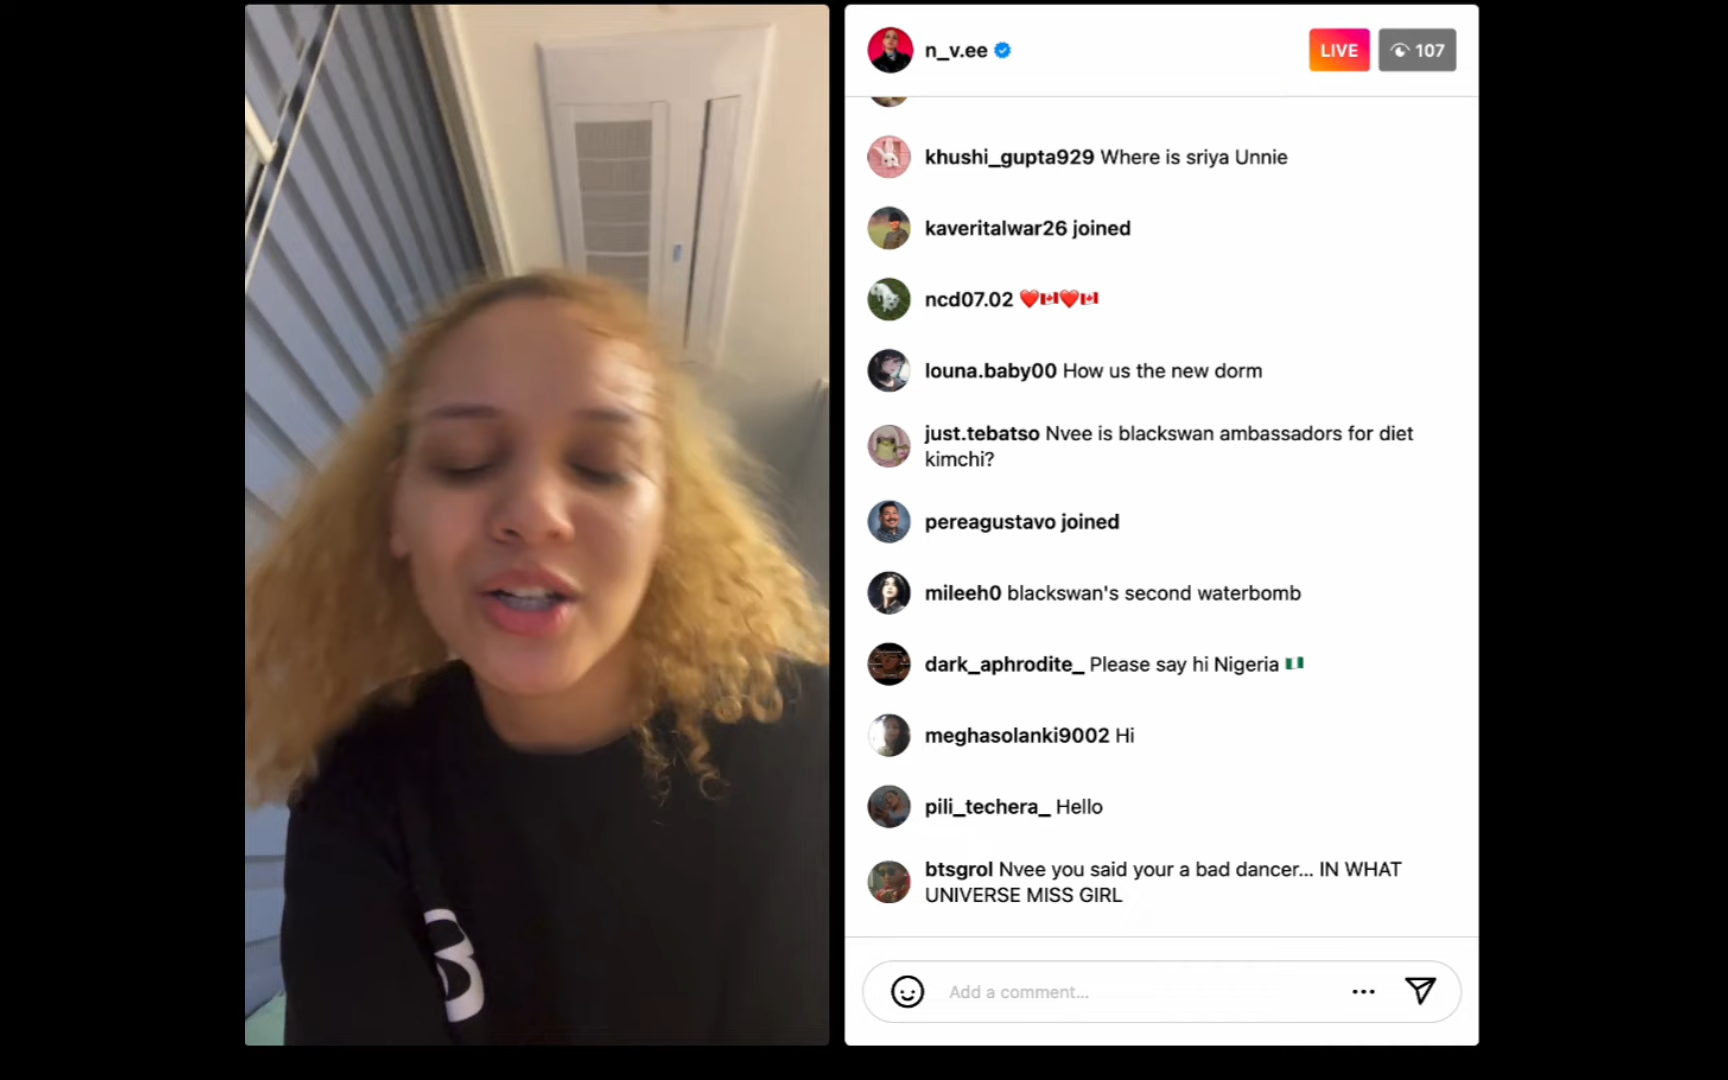 n_v.ee
LIVE
107
khushi_gupta929 Where is sriya Unnie
kaveritalwar26 joined
ncd07.02 ❤️🇨🇦❤️🇨🇦
louna.baby00 How us the new dorm
just.tebatso Nvee is blackswan ambassadors for diet
kimchi?
pereagustavo joined
mileeh0 blackswan's second waterbomb
dark_aphrodite_ Please say hi Nigeria 🇳🇬
meghasolanki9002 Hi
pili_techera_ Hello
btsgrol Nvee you said your a bad dancer... IN WHAT
UNIVERSE MISS GIRL
Add a comment...